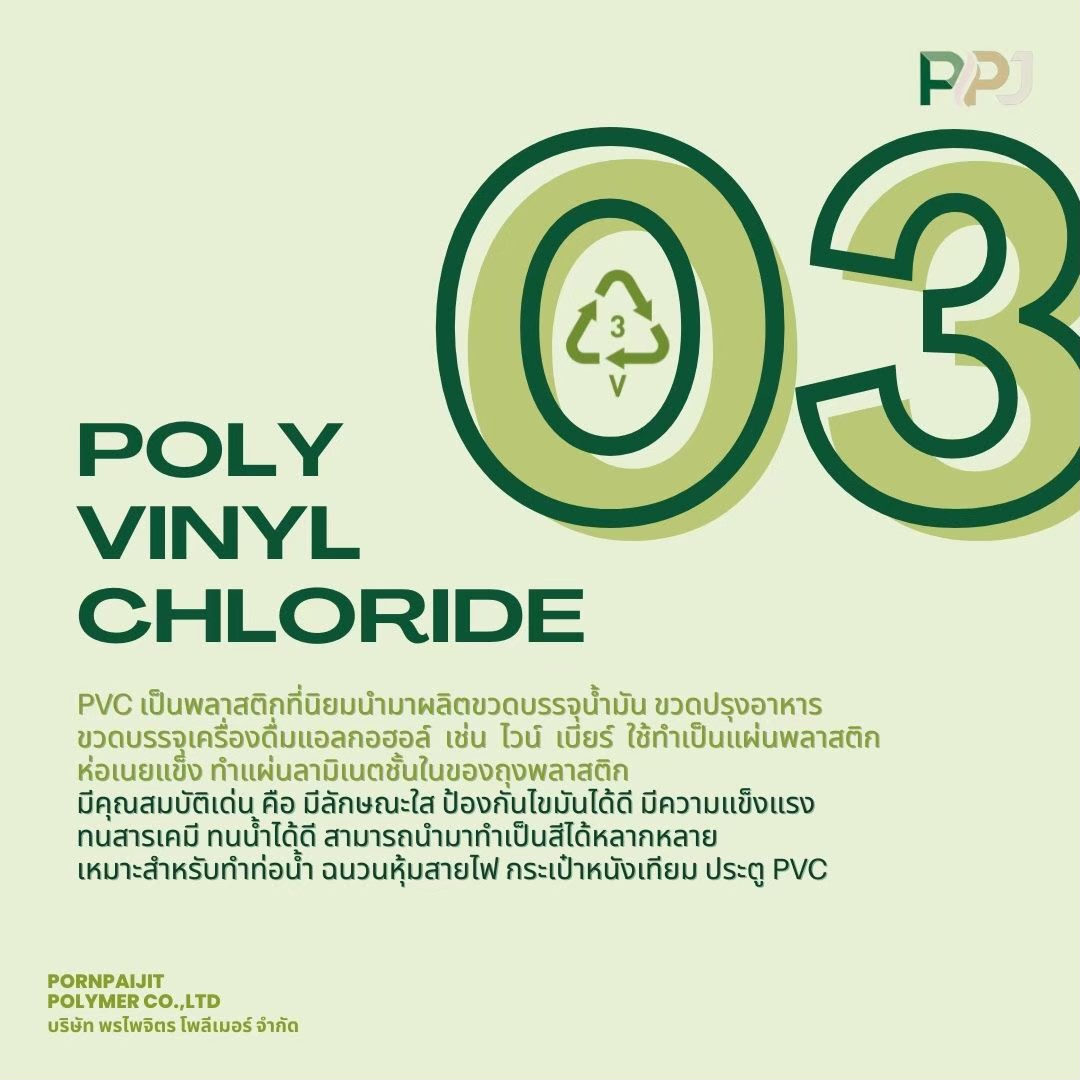 PPJ
03
3
V
POLY
VINYL
CHLORIDE
PVC เป็นพลาสติกที่นิยมนำมาผลิตขวดบรรจุน้ำมัน ขวดปรุงอาหาร
ขวดบรรจุเครื่องดื่มแอลกอฮอล์ เช่น ไวน์ เบียร์ ใช้ทำเป็นแผ่นพลาสติก
ห่อเนยแข็ง ทำแผ่นลามิเนตชั้นในของถุงพลาสติก
มีคุณสมบัติเด่น คือ มีลักษณะใส ป้องกันไขมันได้ดี มีความแข็งแรง
ทนสารเคมี ทนน้ำได้ดี สามารถนำมาทำเป็นสีได้หลากหลาย
เหมาะสำหรับทำท่อน้ำ ฉนวนหุ้มสายไฟ กระเป๋าหนังเทียม ประตู PVC
PORNPAIJIT
POLYMER CO.,LTD
บริษัท พรไพจิตร โพลีเมอร์ จำกัด